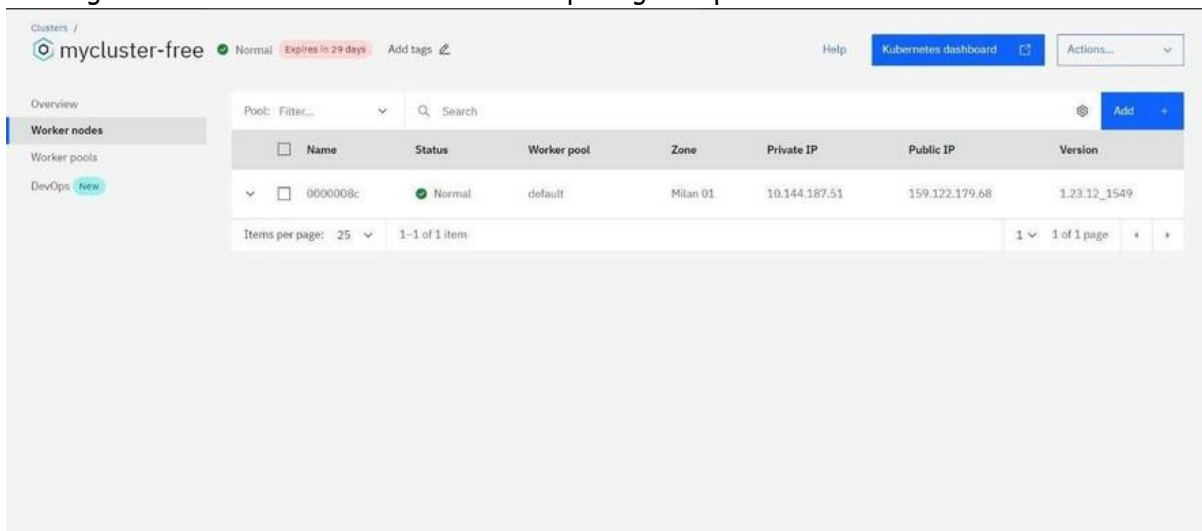 Clusters /
mycluster-free Normal Expires in 29 days Add tags Help Kubernetes dashboard Actions...
Overview
Worker nodes
Worker pools
DevOps New
Pool: Filter... Search Add +
Name Status Worker pool Zone Private IP Public IP Version
0000008c Normal default Milan 01 10.144.187.51 159.122.179.68 1.23.12_1549
Items per page: 25 1–1 of 1 item 1 1 of 1 page